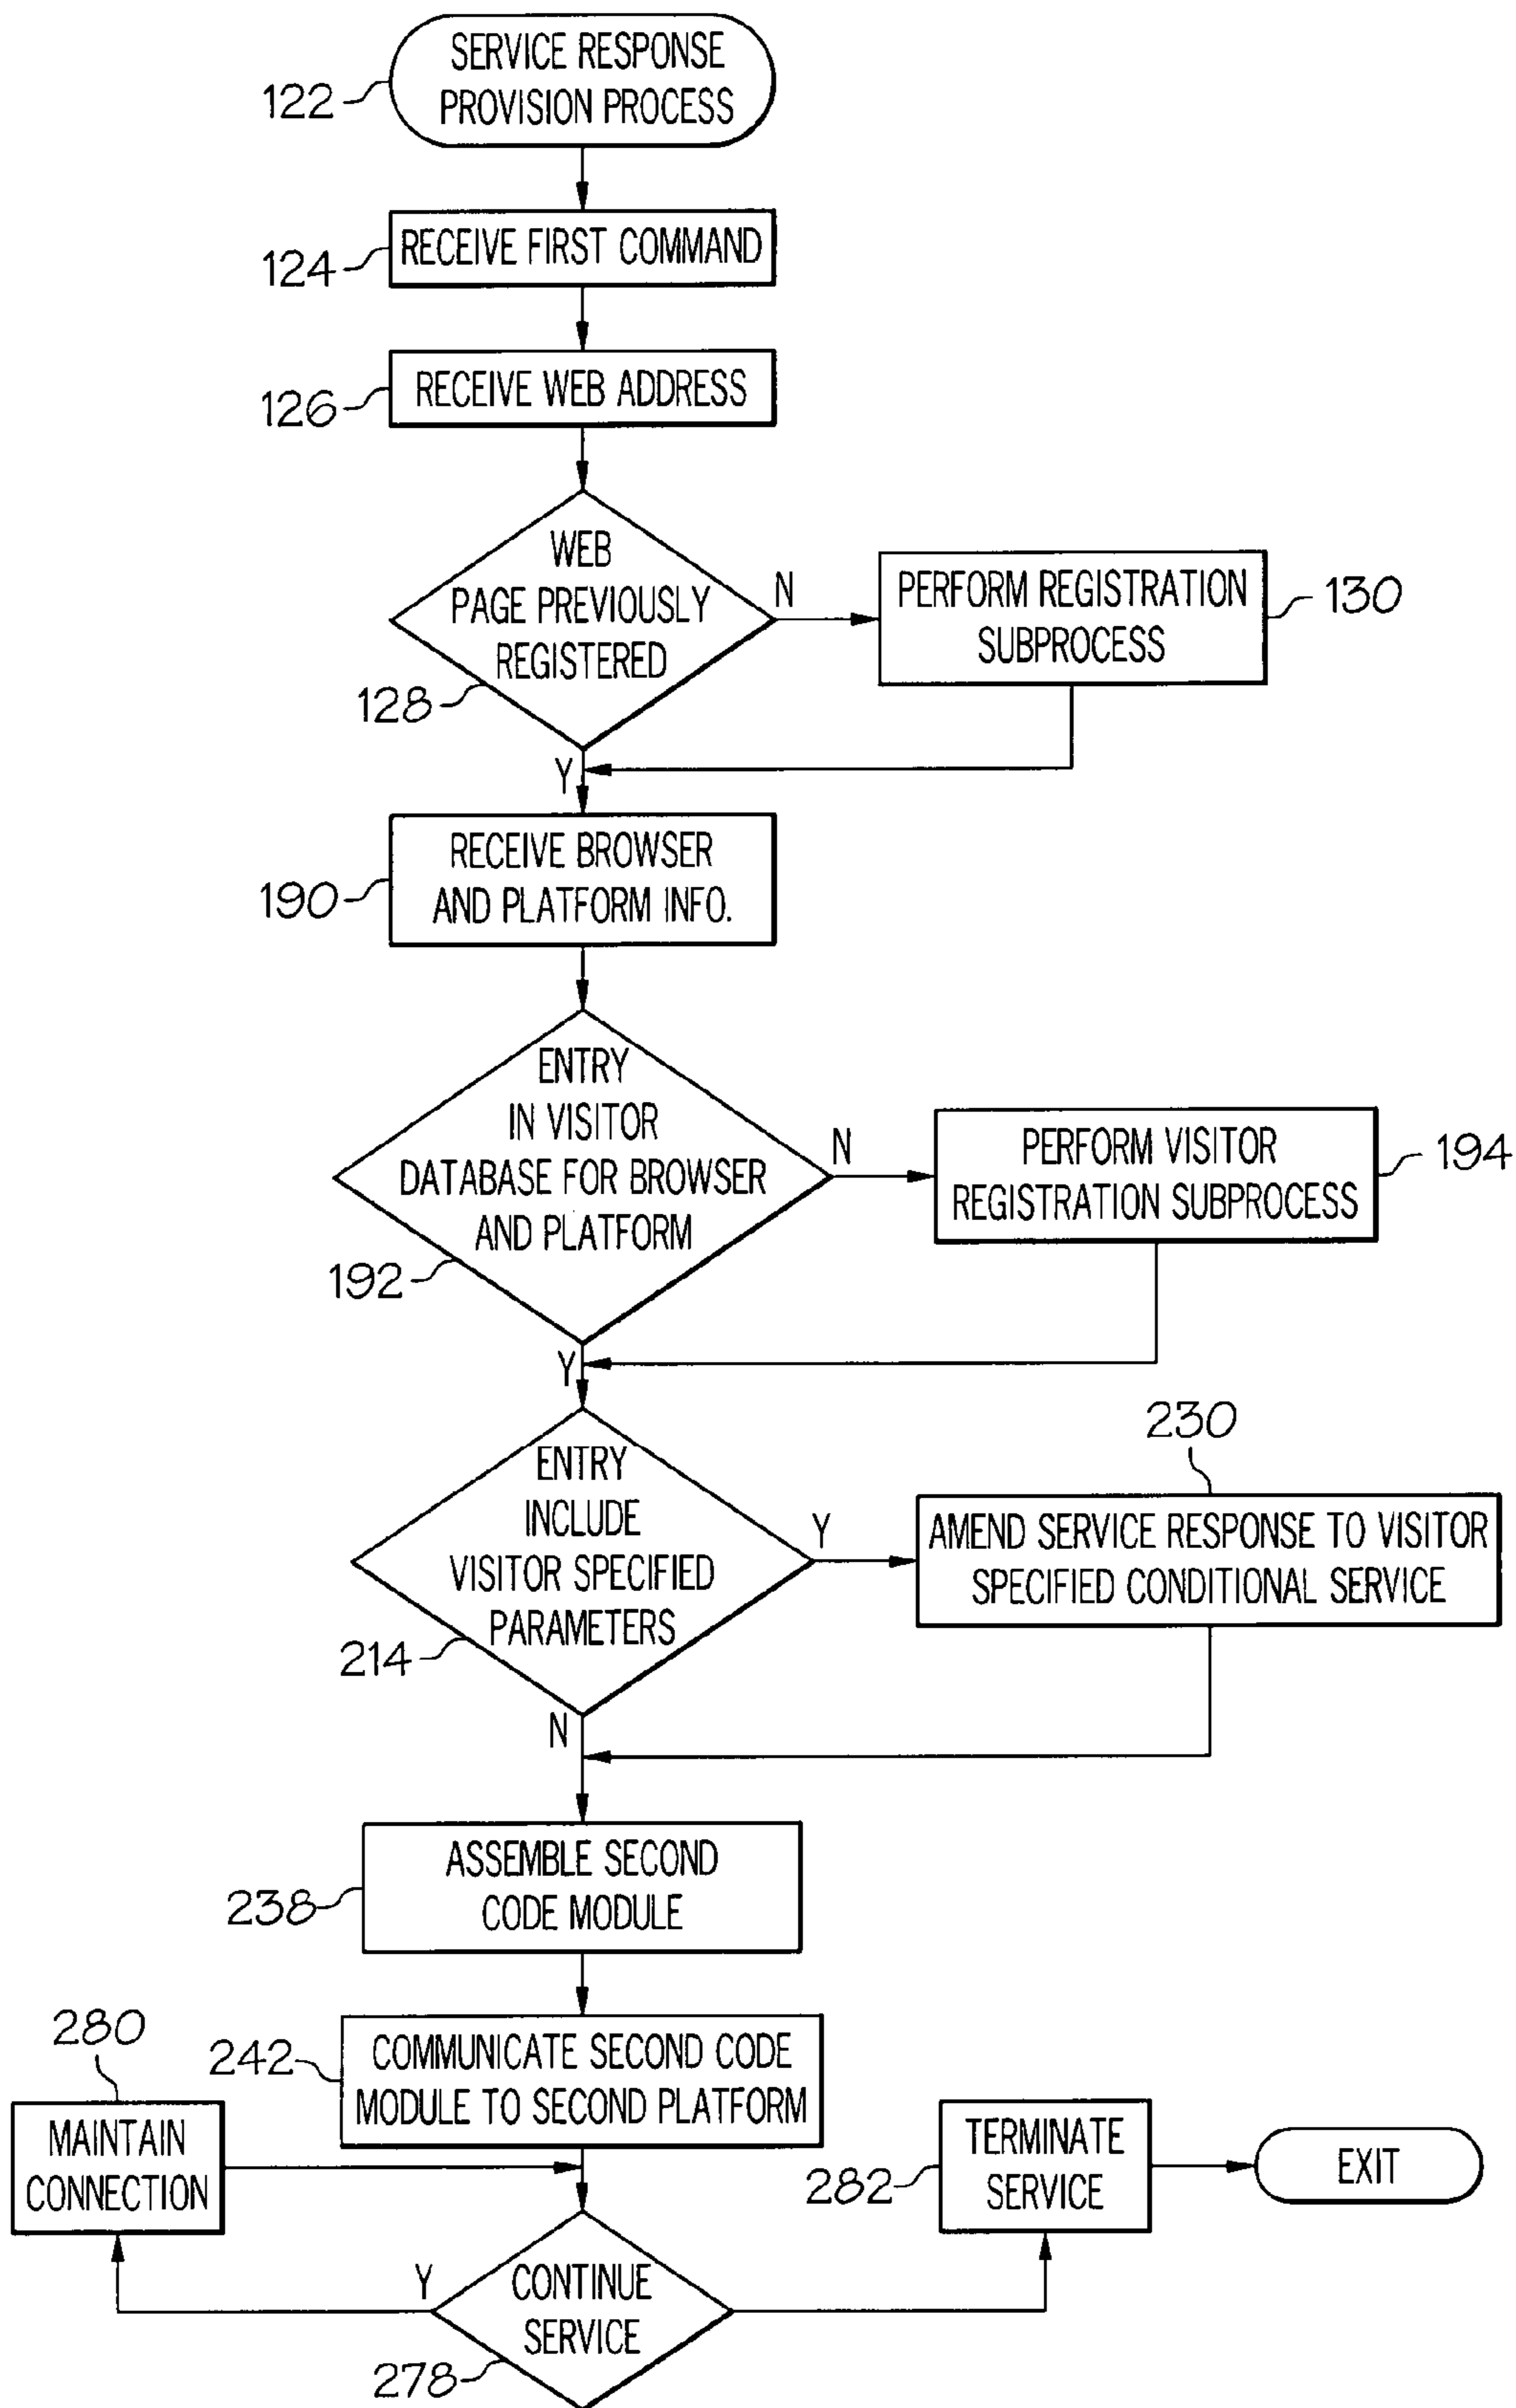 SERVICE RESPONSE
PROVISION PROCESS
122
RECEIVE FIRST COMMAND
124
RECEIVE WEB ADDRESS
126
WEB
PAGE PREVIOUSLY
REGISTERED
128
N
PERFORM REGISTRATION
SUBPROCESS
130
Y
RECEIVE BROWSER
AND PLATFORM INFO.
190
ENTRY
IN VISITOR
DATABASE FOR BROWSER
AND PLATFORM
192
N
PERFORM VISITOR
REGISTRATION SUBPROCESS
194
Y
ENTRY
INCLUDE
VISITOR SPECIFIED
PARAMETERS
214
Y
230
AMEND SERVICE RESPONSE TO VISITOR
SPECIFIED CONDITIONAL SERVICE
N
ASSEMBLE SECOND
CODE MODULE
238
COMMUNICATE SECOND CODE
MODULE TO SECOND PLATFORM
242
280
MAINTAIN
CONNECTION
Y
CONTINUE
SERVICE
278
TERMINATE
SERVICE
282
EXIT